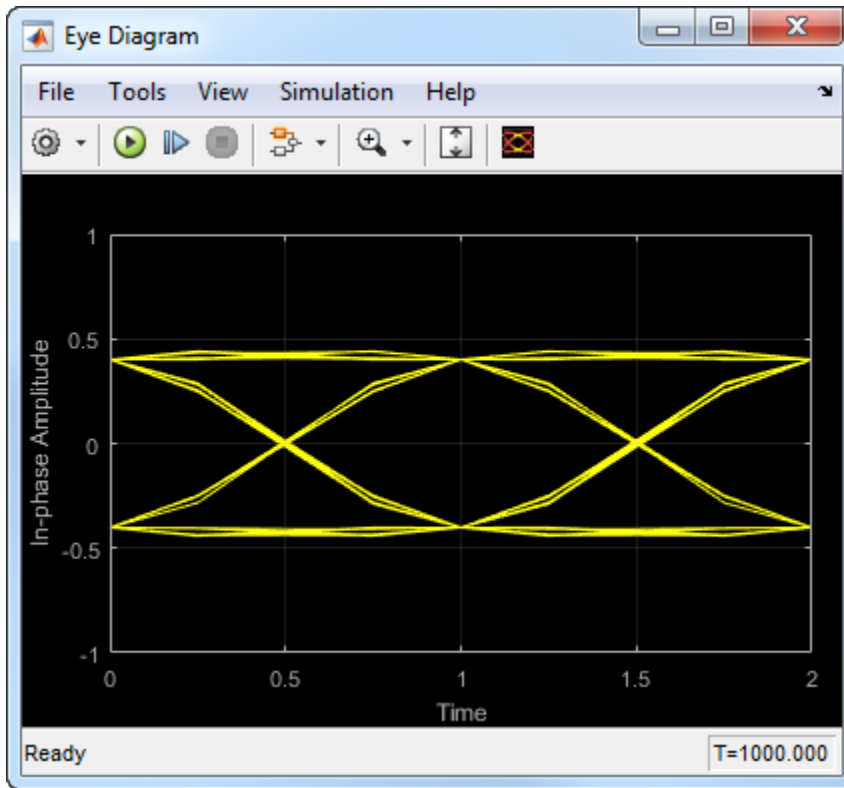 Eye Diagram
File Tools View Simulation Help
1
0.5
0
-0.5
-1
In-phase Amplitude
0 0.5 1 1.5 2
Time
Ready T=1000.000